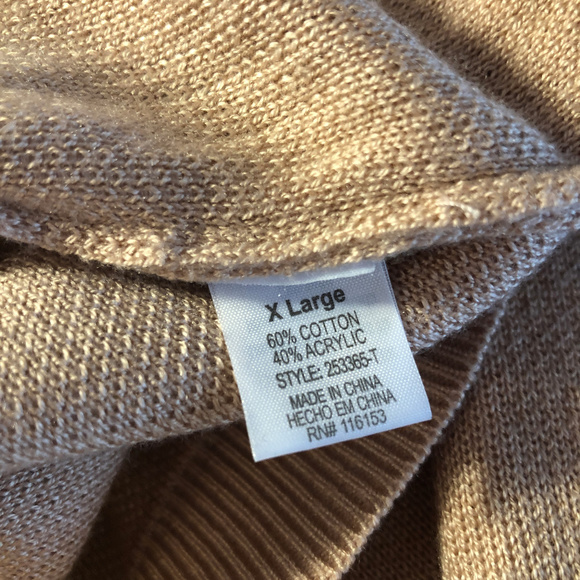 X Large
60% COTTON
40% ACRYLIC
STYLE: 253365-T
MADE IN CHINA
HECHO EM CHINA
RN# 116153